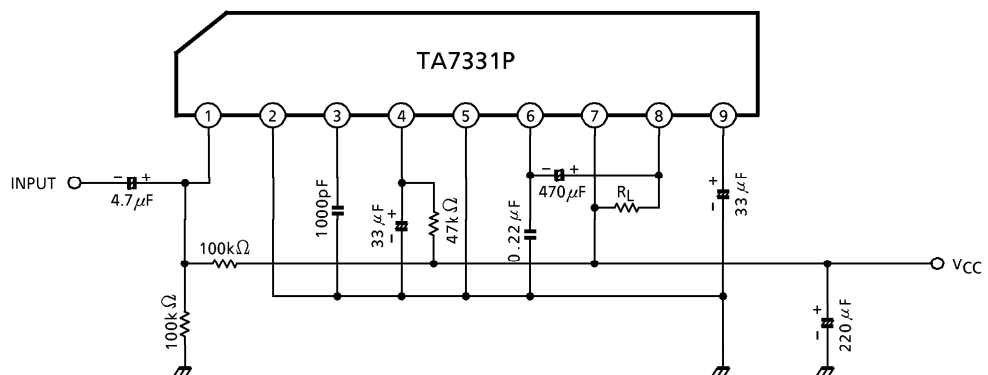 TA7331P
1 2 3 4 5 6 7 8 9
INPUT
- +
4.7μF
1000pF
33μF
+
-
47kΩ
0.22μF
- +
470μF
RL
+
-
33μF
100kΩ
VCC
100kΩ
+
-
220μF